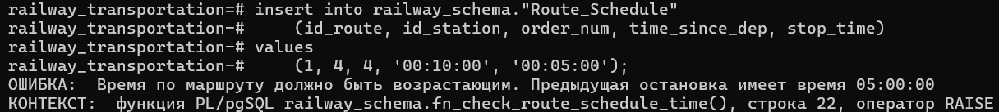 railway_transportation=# insert into railway_schema."Route_Schedule"
railway_transportation-#     (id_route, id_station, order_num, time_since_dep, stop_time)
railway_transportation-# values
railway_transportation-#     (1, 4, 4, '00:10:00', '00:05:00');
ОШИБКА:  Время по маршруту должно быть возрастающим. Предыдущая остановка имеет время 05:00:00
КОНТЕКСТ:  функция PL/pgSQL railway_schema.fn_check_route_schedule_time(), строка 22, оператор RAISE